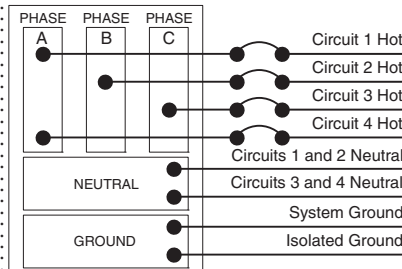 PHASE PHASE PHASE
A B C
Circuit 1 Hot
Circuit 2 Hot
Circuit 3 Hot
Circuit 4 Hot
Circuits 1 and 2 Neutral
NEUTRAL
Circuits 3 and 4 Neutral
System Ground
GROUND
Isolated Ground